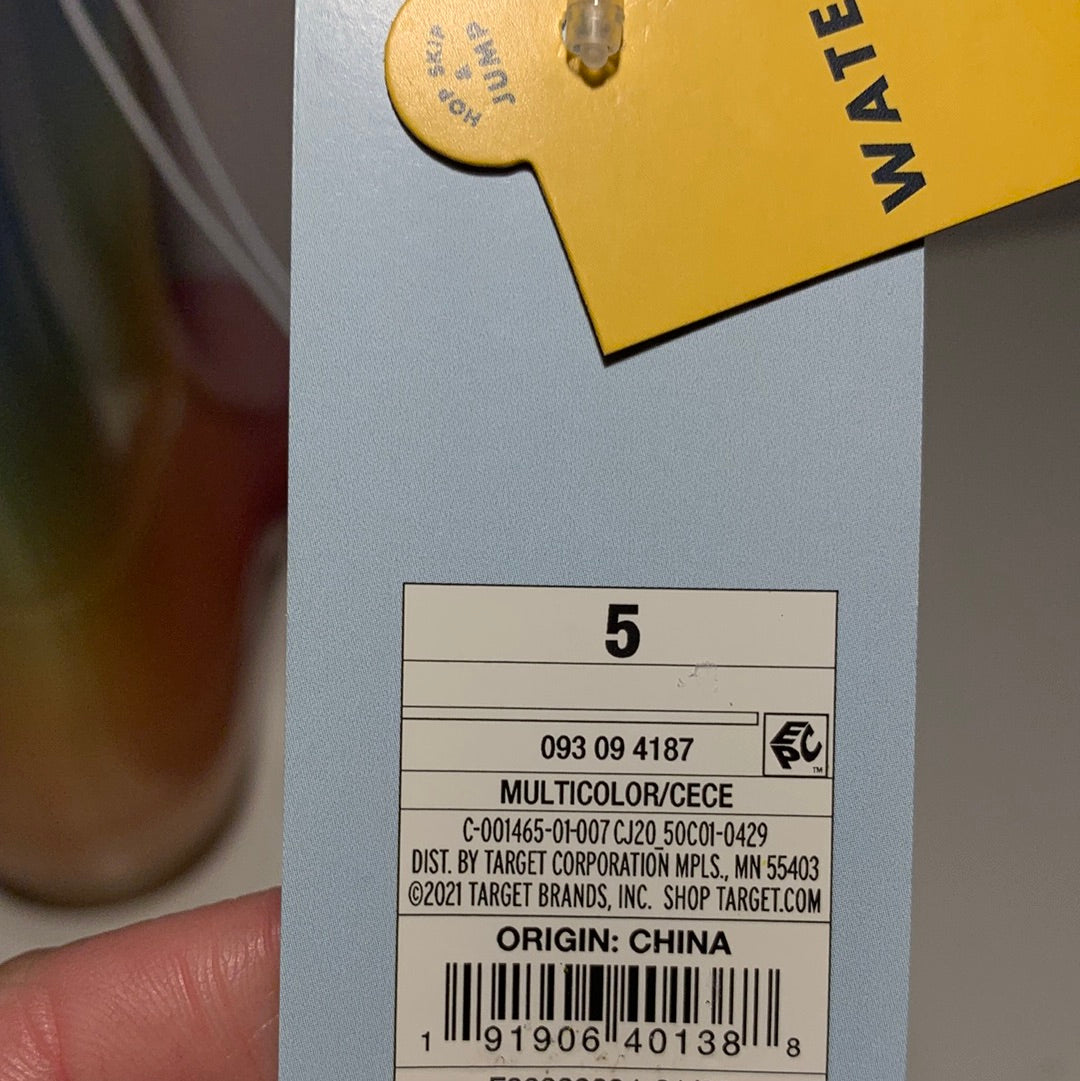 HOP SKIP
&
JUMP
WATE
5
093 09 4187
EPC
TM
MULTICOLOR/CECE
C-001465-01-007 CJ20_50C01-0429
DIST. BY TARGET CORPORATION MPLS., MN 55403
©2021 TARGET BRANDS, INC. SHOP TARGET.COM
ORIGIN: CHINA
1 91906 40138 8